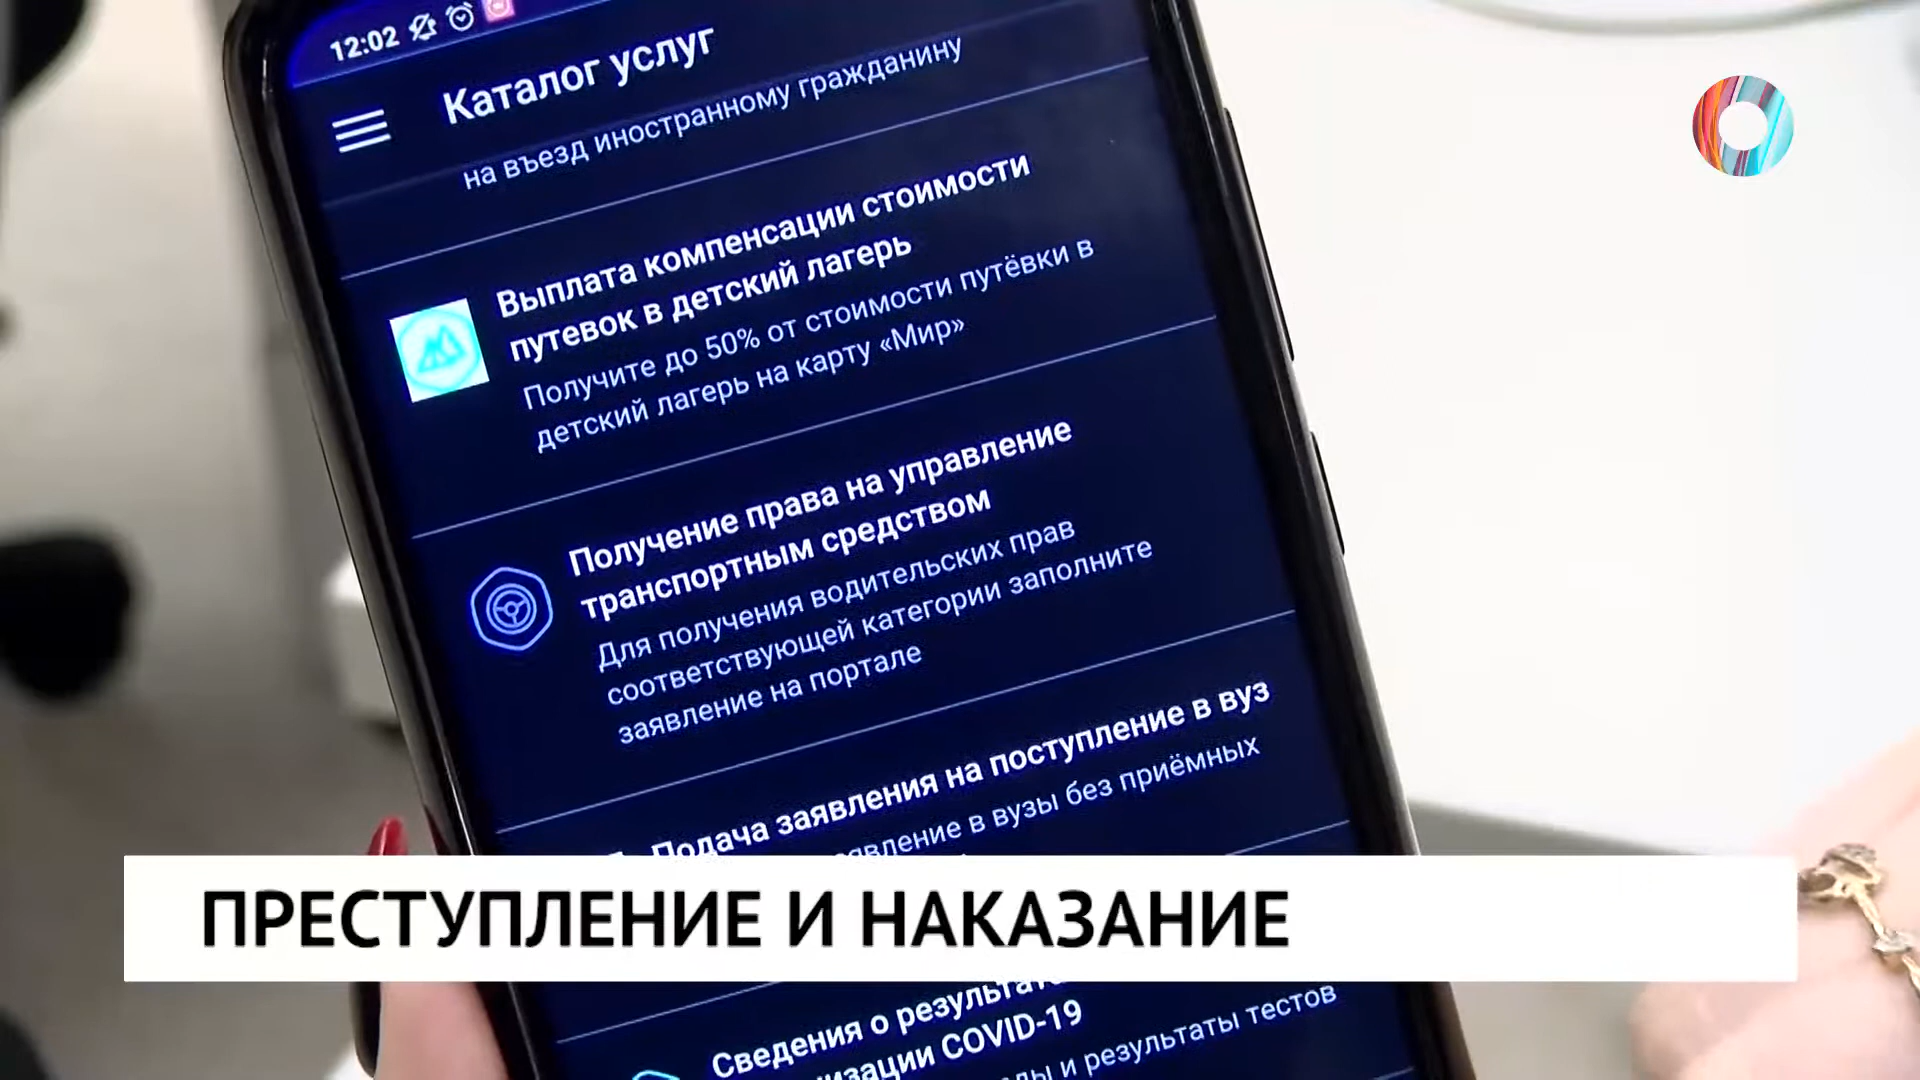 12:02
Каталог услуг
на въезд иностранному гражданину
Выплата компенсации стоимости
путевок в детский лагерь
Получите до 50% от стоимости путёвки в
детский лагерь на карту «Мир»
Получение права на управление
транспортным средством
Для получения водительских прав
соответствующей категории заполните
заявление на портале
Подача заявления на поступление в вуз
в вузы без приёмных
ПРЕСТУПЛЕНИЕ И НАКАЗАНИЕ
Сведения о
COVID-19
и результаты тестов